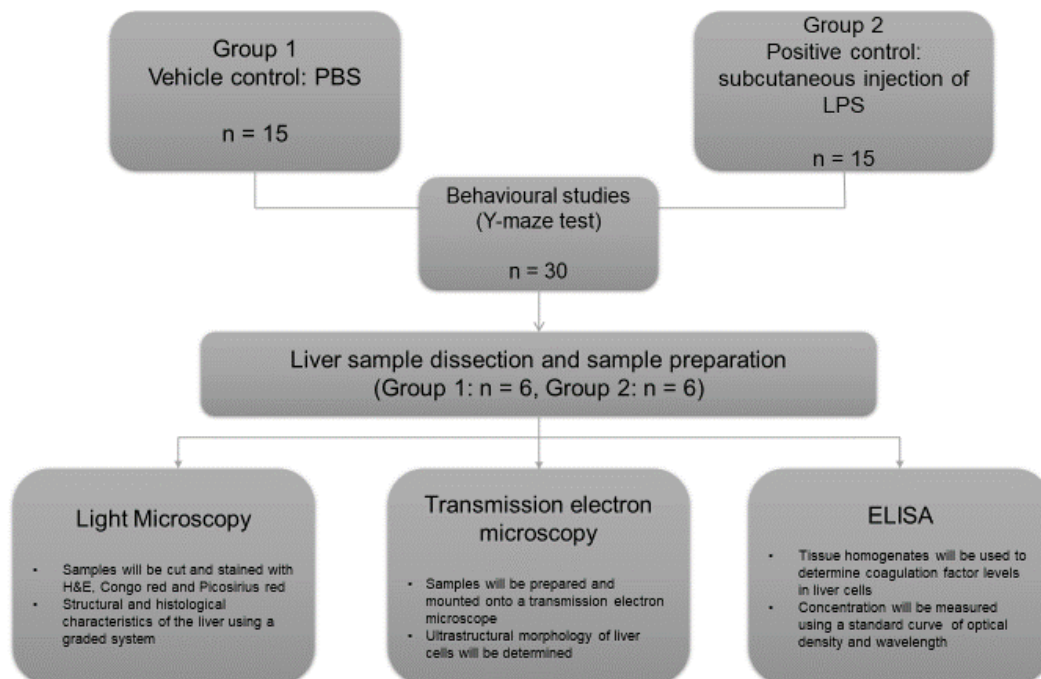 Group 1
Vehicle control: PBS
n = 15
Group 2
Positive control:
subcutaneous injection of
LPS
n = 15
Behavioural studies
(Y-maze test)
n = 30
Liver sample dissection and sample preparation
(Group 1: n = 6, Group 2: n = 6)
Light Microscopy
• Samples will be cut and stained with
H&E, Congo red and Picosirius red
• Structural and histological
characteristics of the liver using a
graded system
Transmission electron
microscopy
• Samples will be prepared and
mounted onto a transmission electron
microscope
• Ultrastructural morphology of liver
cells will be determined
ELISA
• Tissue homogenates will be used to
determine coagulation factor levels
in liver cells
• Concentration will be measured
using a standard curve of optical
density and wavelength